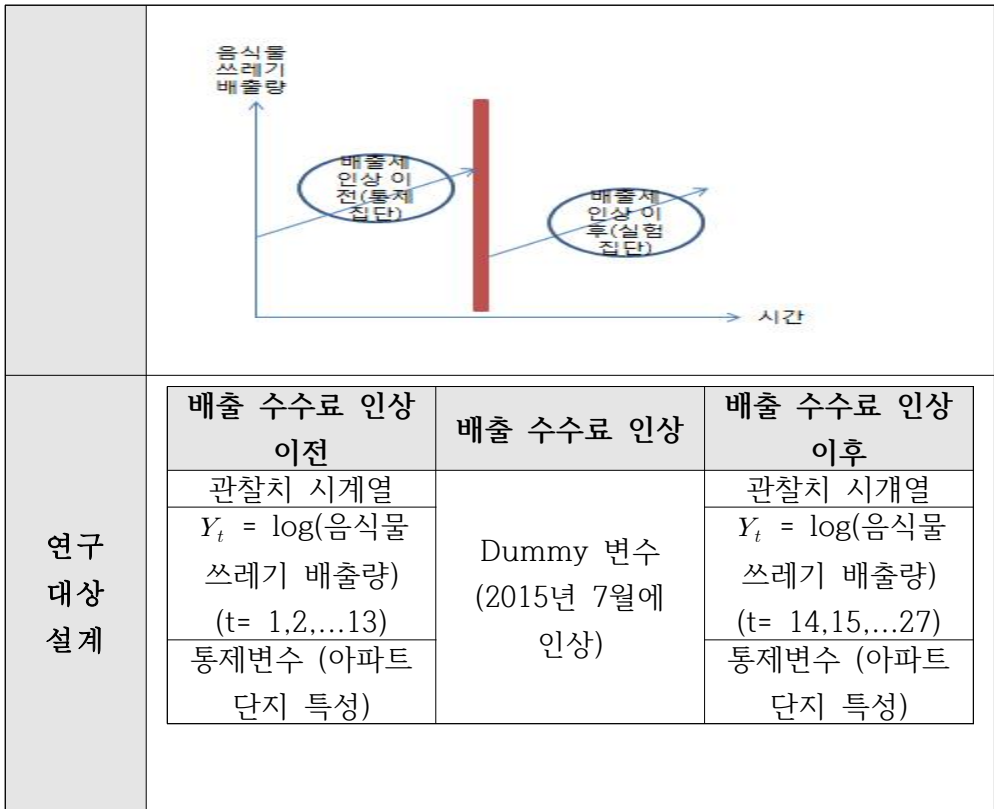 음식물
쓰레기
배출량
배출세
인상 이
전(통제
집단)
배출세
인상 이
후(실험
집단)
시간
연구
대상
설계
배출 수수료 인상
이전
배출 수수료 인상
배출 수수료 인상
이후
관찰치 시계열
Y_t = log(음식물
쓰레기 배출량)
(t= 1,2,...13)
통제변수 (아파트
단지 특성)
Dummy 변수
(2015년 7월에
인상)
관찰치 시걔열
Y_t = log(음식물
쓰레기 배출량)
(t= 14,15,...27)
통제변수 (아파트
단지 특성)